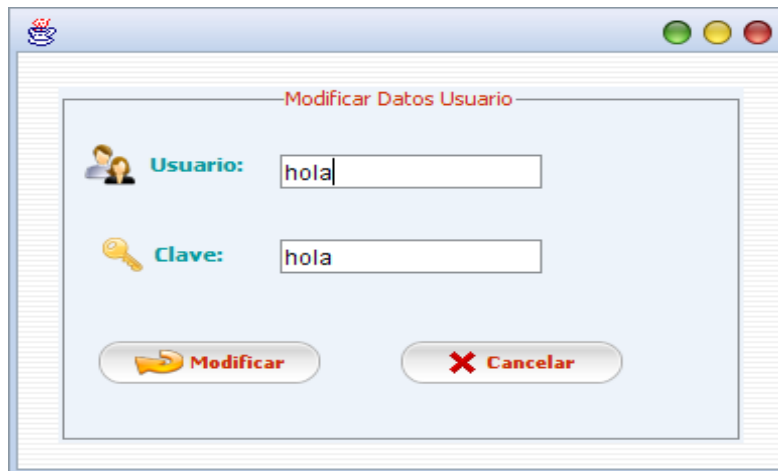 Modificar Datos Usuario
Usuario: hola
Clave: hola
Modificar Cancelar